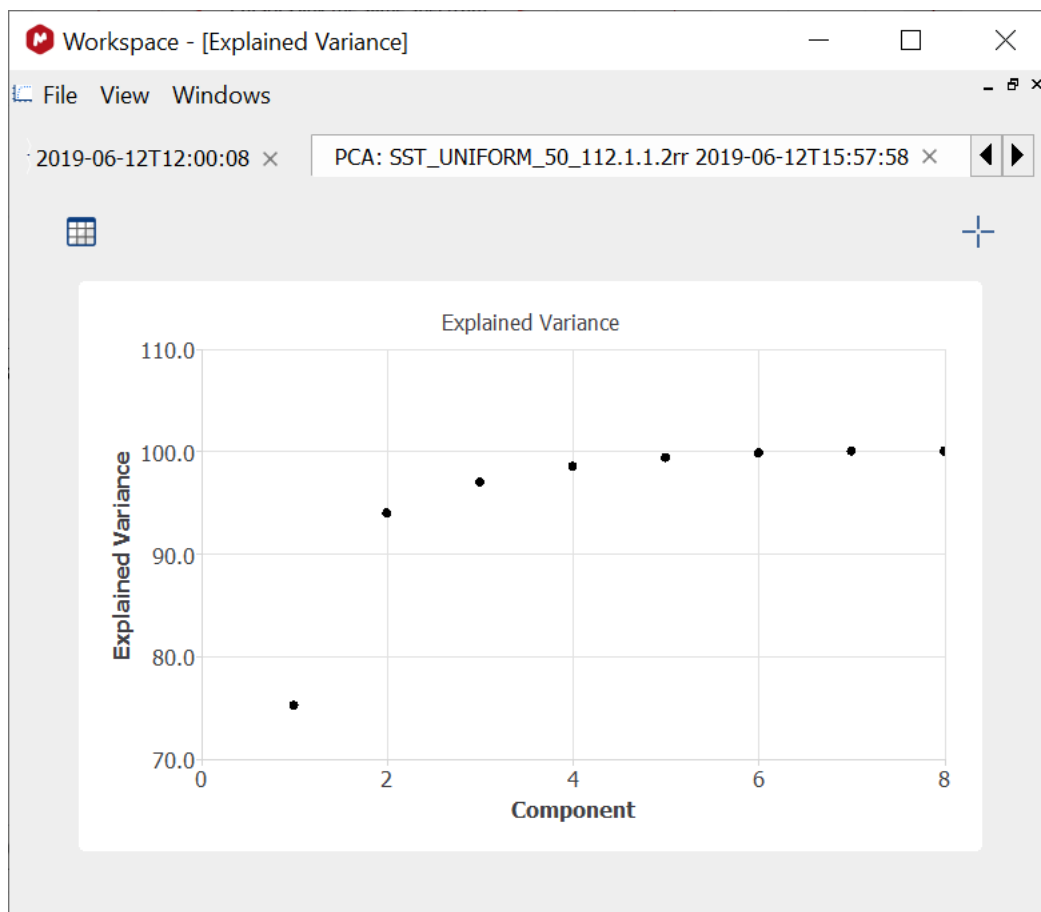 Workspace - [Explained Variance]
File View Windows
2019-06-12T12:00:08
PCA: SST_UNIFORM_50_112.1.1.2rr 2019-06-12T15:57:58
Explained Variance
110.0
100.0
90.0
80.0
70.0
Explained Variance
0 2 4 6 8
Component